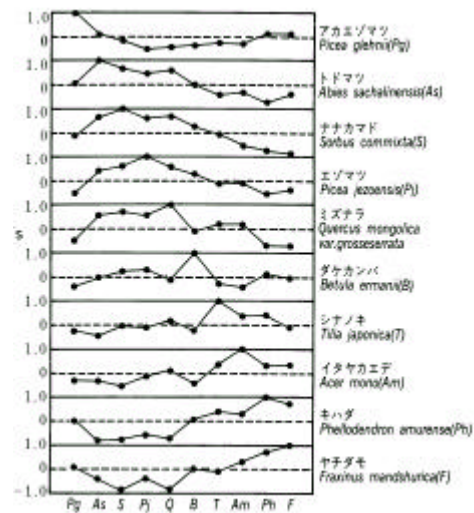 1.0
0
アカエゾマツ
Picea glehnii(Pg)
1.0
0
トドマツ
Abies sachalinensis(As)
1.0
0
ナナカマド
Sorbus commixta(S)
1.0
0
エゾマツ
Picea jezoensis(Pj)
1.0
0
ミズナラ
Quercus mongolica
var.grosseserrata
s'
1.0
0
ダケカンバ
Betula ermanii(B)
1.0
0
シナノキ
Tilia japonica(T)
1.0
0
イタヤカエデ
Acer mono(Am)
1.0
0
キハダ
Phellodendron amurense(Ph)
1.0
0
-1.0
ヤチダモ
Fraxinus mandshurica(F)
Pg As S Pj Q B T Am Ph F